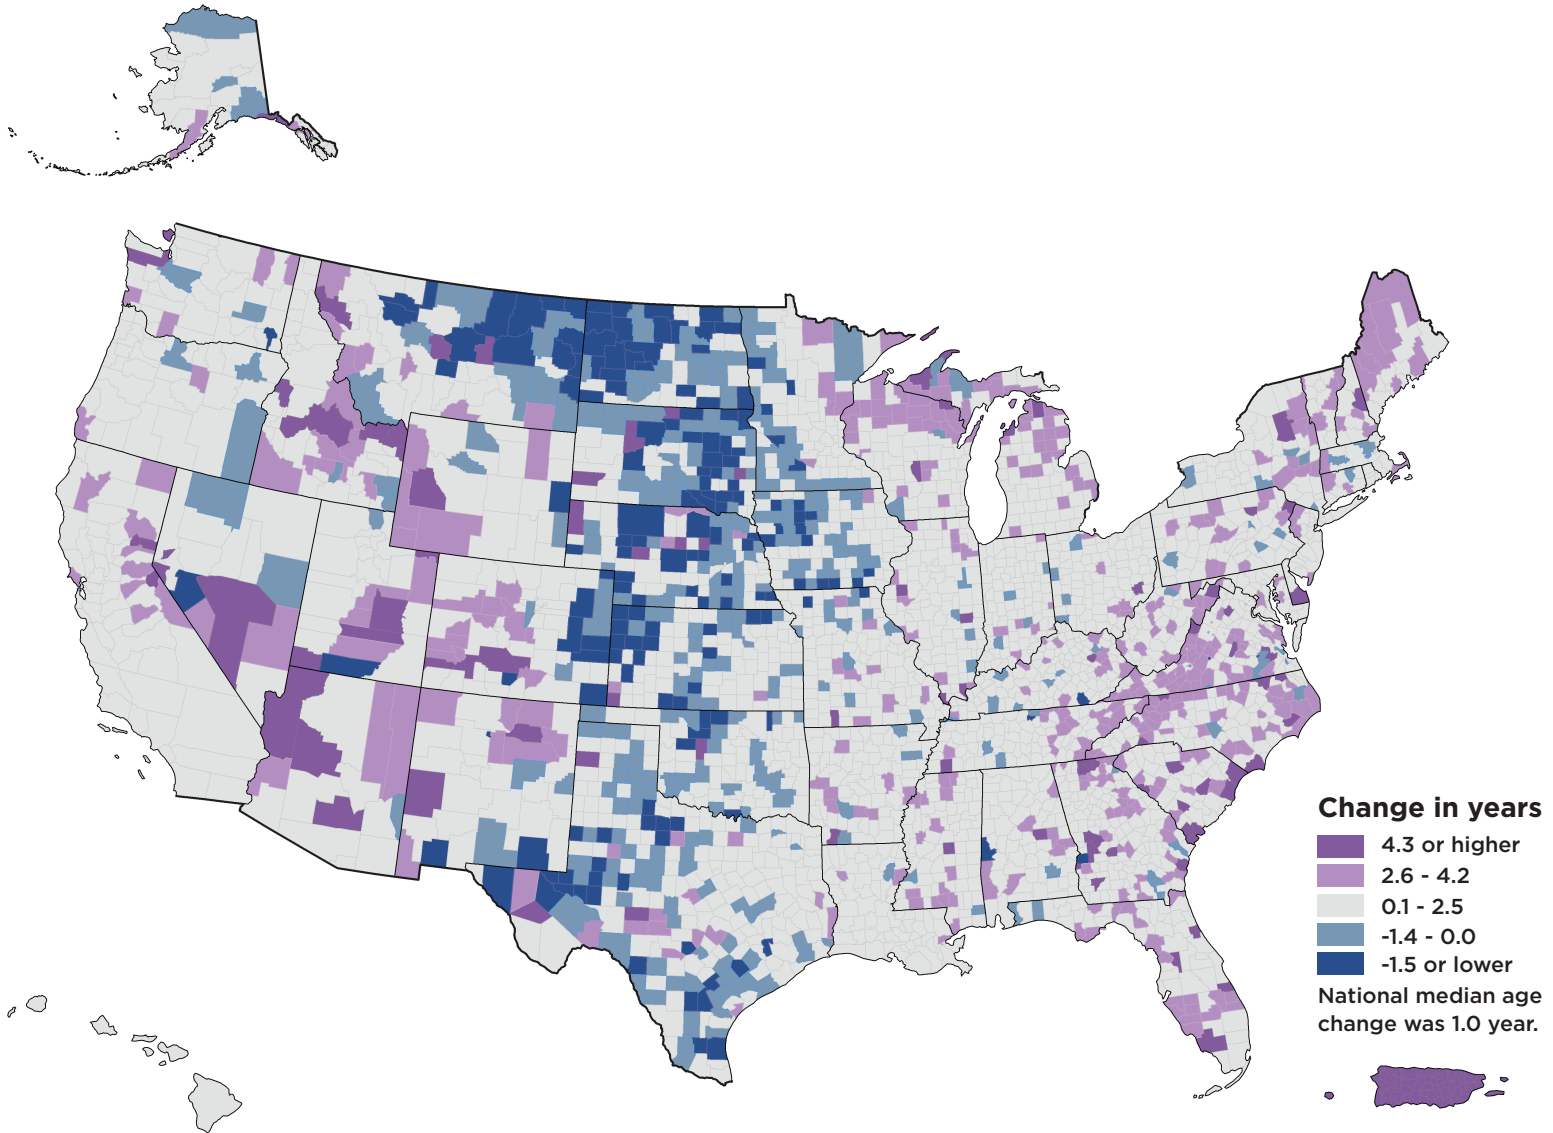 Change in years
4.3 or higher
2.6 - 4.2
0.1 - 2.5
-1.4 - 0.0
-1.5 or lower
National median age
change was 1.0 year.